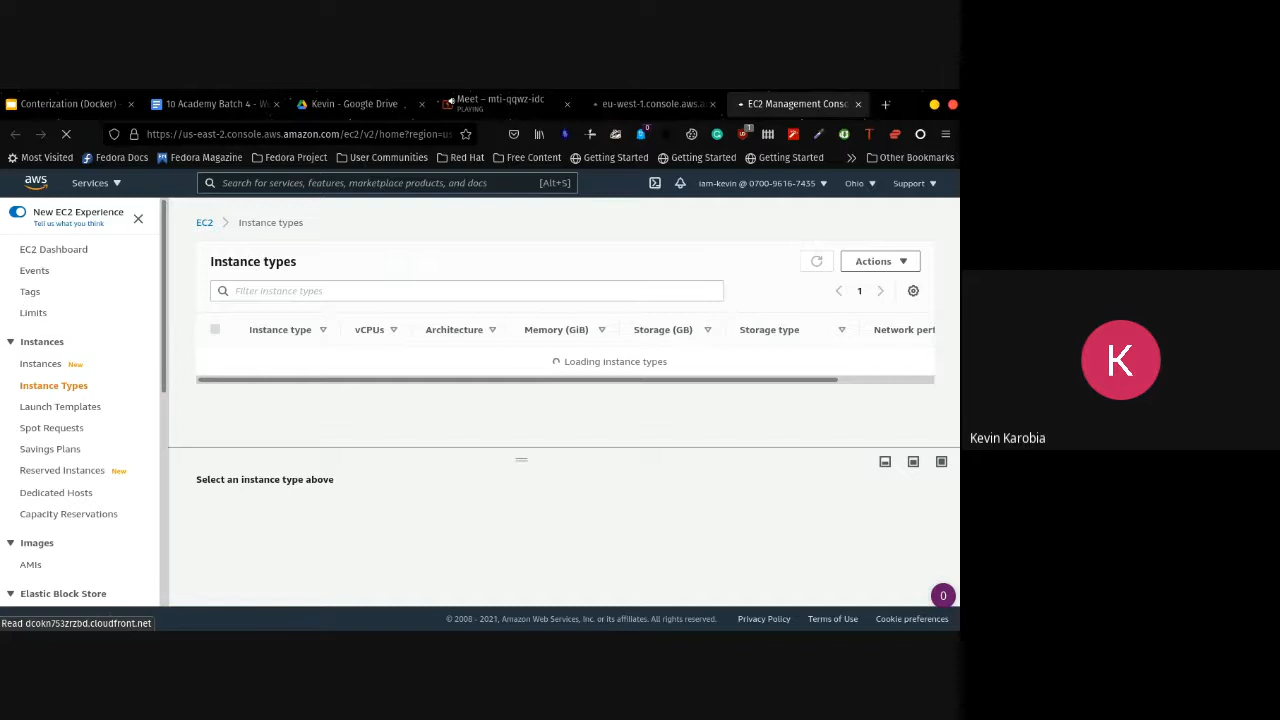 Conterization (Docker) -
10 Academy Batch 4 - W
Kevin - Google Drive
Meet – mti-qqwz-idc
PLAYING
eu-west-1.console.aws.a
EC2 Management Consc
https://us-east-2.console.aws.amazon.com/ec2/v2/home?region=us
0
1
Most Visited
Fedora Docs
Fedora Magazine
Fedora Project
User Communities
Red Hat
Free Content
Getting Started
Getting Started
Getting Started
Other Bookmarks
aws
Services
Search for services, features, marketplace products, and docs
[Alt+S]
iam-kevin @ 0700-9616-7435
Ohio
Support
New EC2 Experience
Tell us what you think
EC2 Dashboard
Events
Tags
Limits
Instances
Instances New
Instance Types
Launch Templates
Spot Requests
Savings Plans
Reserved Instances New
Dedicated Hosts
Capacity Reservations
Images
AMIs
Elastic Block Store
EC2 > Instance types
Instance types
Actions
Filter instance types
1
Instance type
vCPUs
Architecture
Memory (GiB)
Storage (GB)
Storage type
Network perf
Loading instance types
Select an instance type above
0
Read dcokn753zrzbd.cloudfront.net
© 2008 - 2021, Amazon Web Services, Inc. or its affiliates. All rights reserved.
Privacy Policy
Terms of Use
Cookie preferences
K
Kevin Karobia